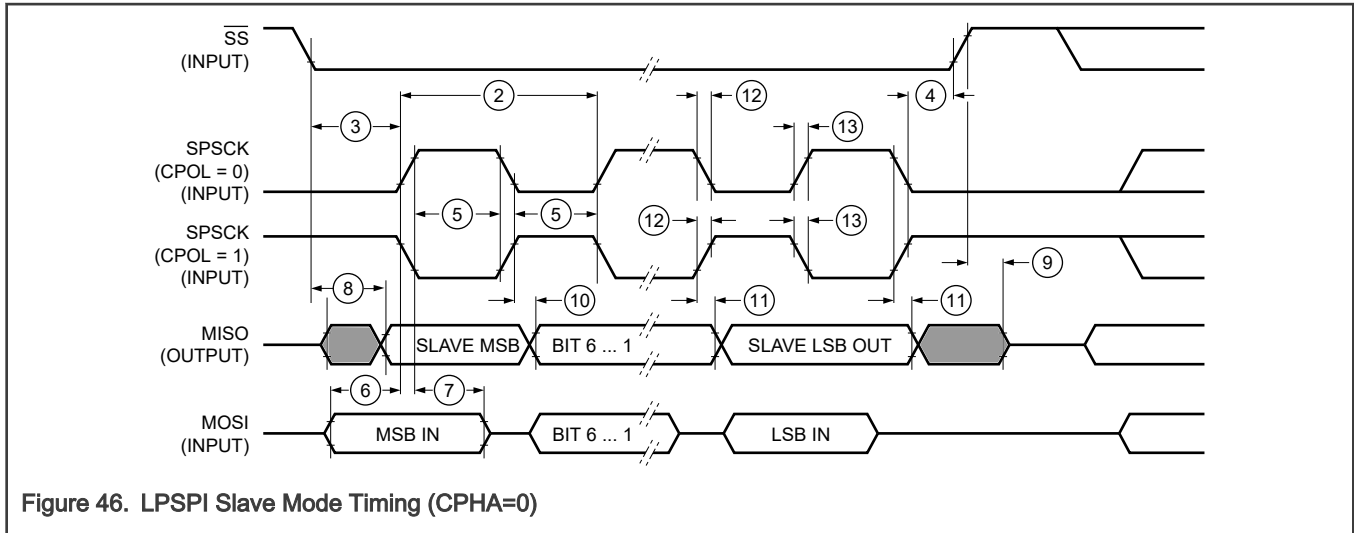 SS
(INPUT)
2
12
4
3
13
SPSCK
(CPOL = 0)
(INPUT)
5
5
12
13
SPSCK
(CPOL = 1)
(INPUT)
9
8
10
11
11
MISO
(OUTPUT)
SLAVE MSB
BIT 6 ... 1
SLAVE LSB OUT
6
7
MOSI
(INPUT)
MSB IN
BIT 6 ... 1
LSB IN
Figure 46. LPSPI Slave Mode Timing (CPHA=0)